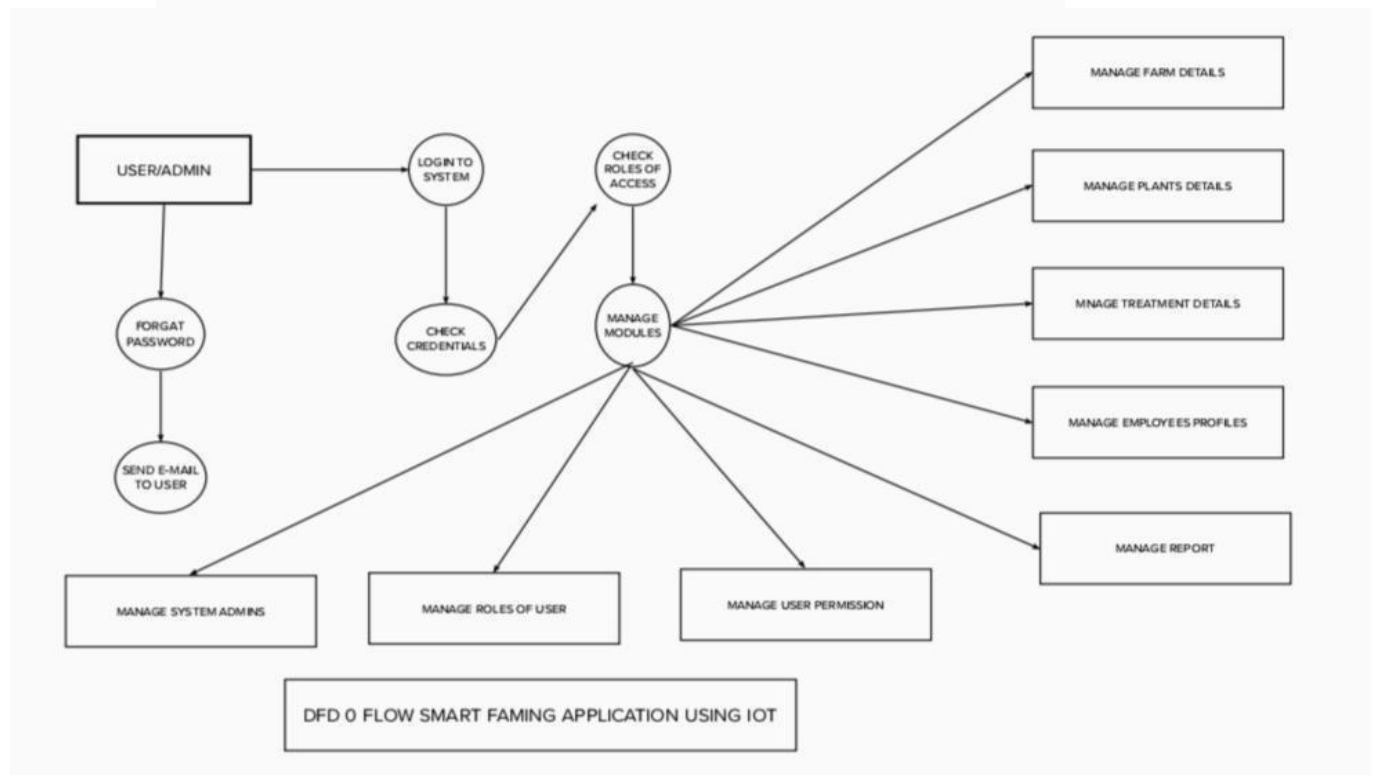 MANAGE FARM DETAILS
USER/ADMIN
LOGIN TO
SYSTEM
CHECK
ROLES OF
ACCESS
MANAGE PLANTS DETAILS
FORGAT
PASSWORD
CHECK
CREDENTIALS
MANAGE
MODULES
MNAGE TREATMENT DETAILS
MANAGE EMPLOYEES PROFILES
SEND E-MAIL
TO USER
MANAGE REPORT
MANAGE SYSTEM ADMINS
MANAGE ROLES OF USER
MANAGE USER PERMISSION
DFD 0 FLOW SMART FAMING APPLICATION USING IOT